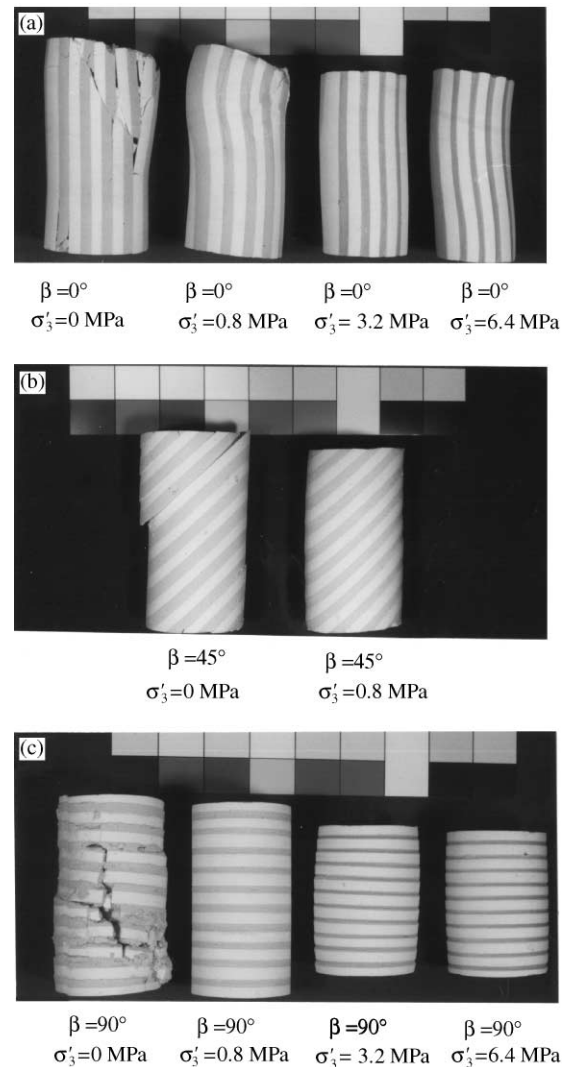 (a)
β =0° β =0° β =0° β =0°
σ′₃=0 MPa σ′₃=0.8 MPa σ′₃= 3.2 MPa σ′₃=6.4 MPa
(b)
β =45° β =45°
σ′₃=0 MPa σ′₃=0.8 MPa
(c)
β=90° β=90° β=90° β=90°
σ′₃=0 MPa σ′₃=0.8 MPa σ′₃= 3.2 MPa σ′₃=6.4 MPa